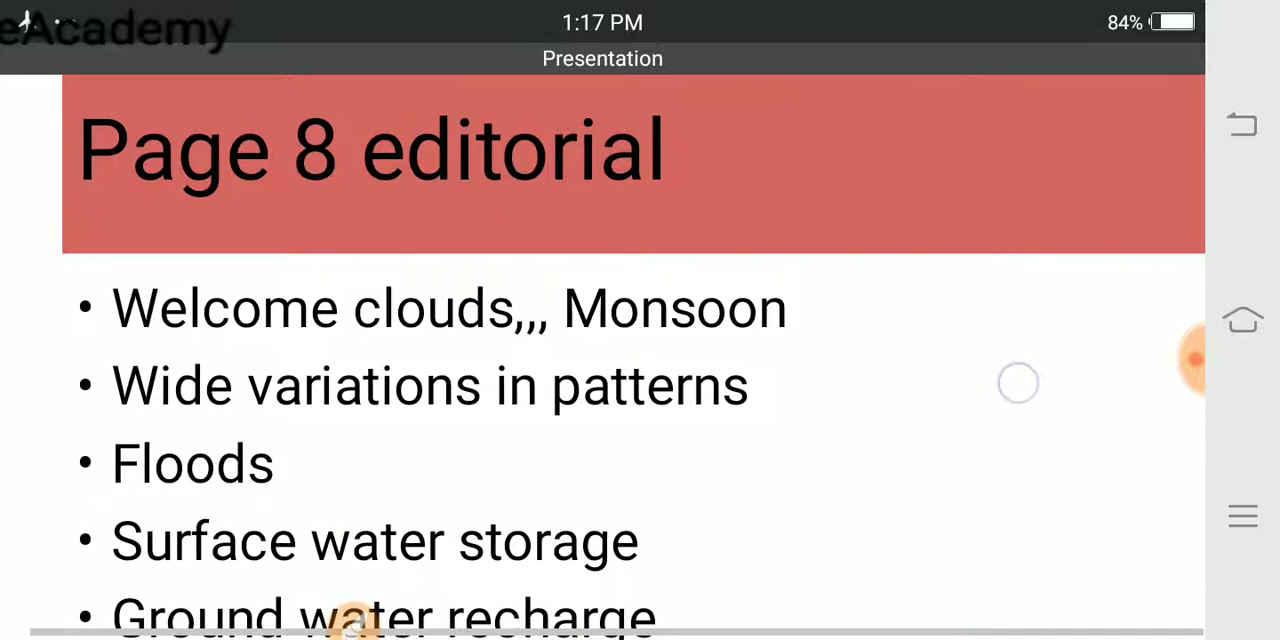 eAcademy
1:17 PM
84%
Presentation
Page 8 editorial
• Welcome clouds,,, Monsoon
• Wide variations in patterns
• Floods
• Surface water storage
• Ground water recharge